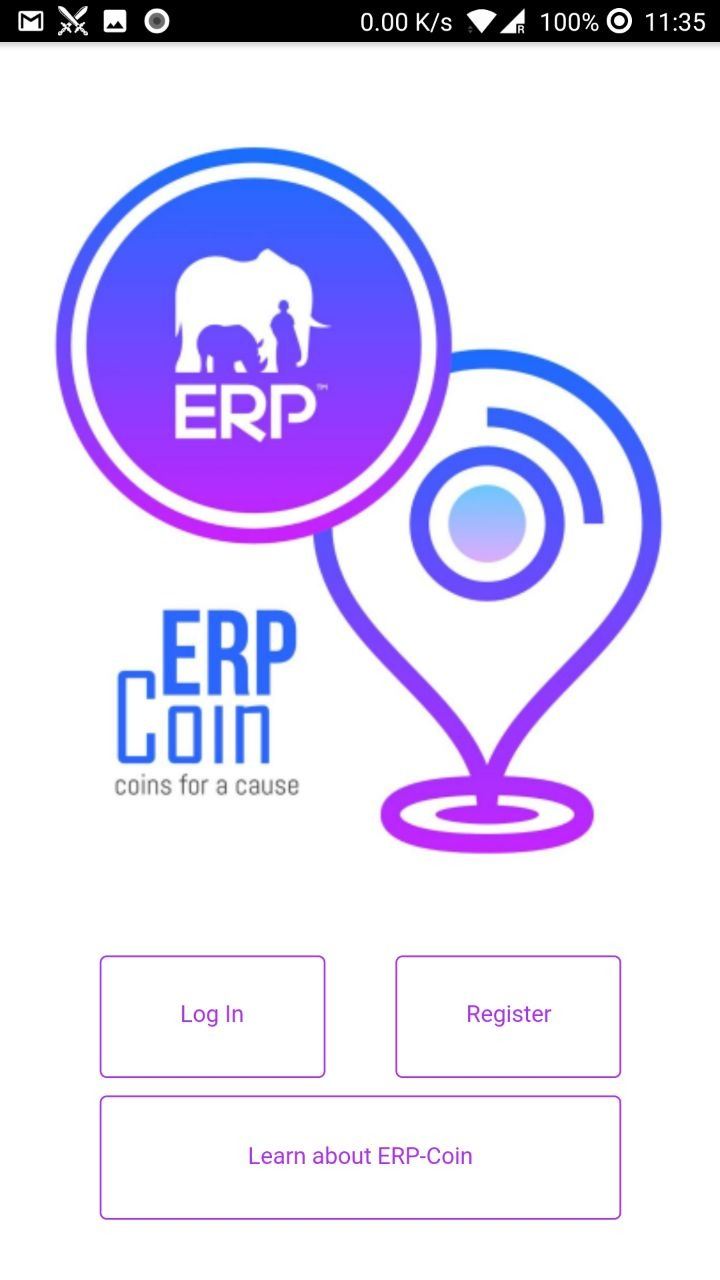 0.00 K/s R 100% 11:35
ERP™
ERP
Coin
coins for a cause
Log In
Register
Learn about ERP-Coin